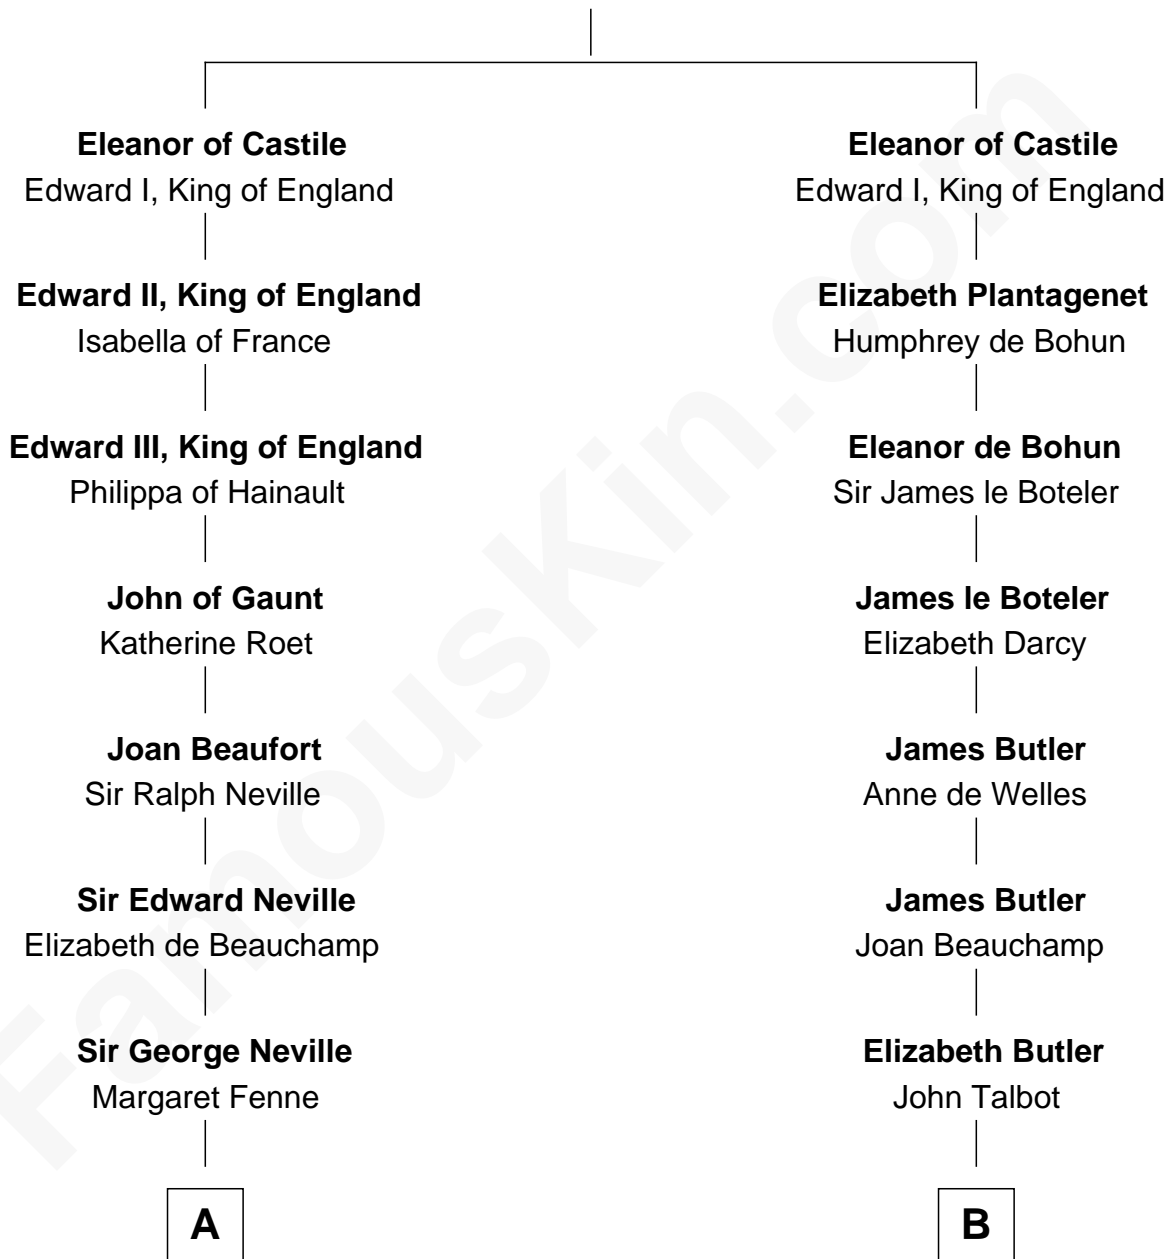 Eleanor of Castile
Edward I, King of England
Edward II, King of England
Isabella of France
Edward III, King of England
Philippa of Hainault
John of Gaunt
Katherine Roet
Joan Beaufort
Sir Ralph Neville
Sir Edward Neville
Elizabeth de Beauchamp
Sir George Neville
Margaret Fenne
A
Eleanor of Castile
Edward I, King of England
Elizabeth Plantagenet
Humphrey de Bohun
Eleanor de Bohun
Sir James le Boteler
James le Boteler
Elizabeth Darcy
James Butler
Anne de Welles
James Butler
Joan Beauchamp
Elizabeth Butler
John Talbot
B
FamousKin.com